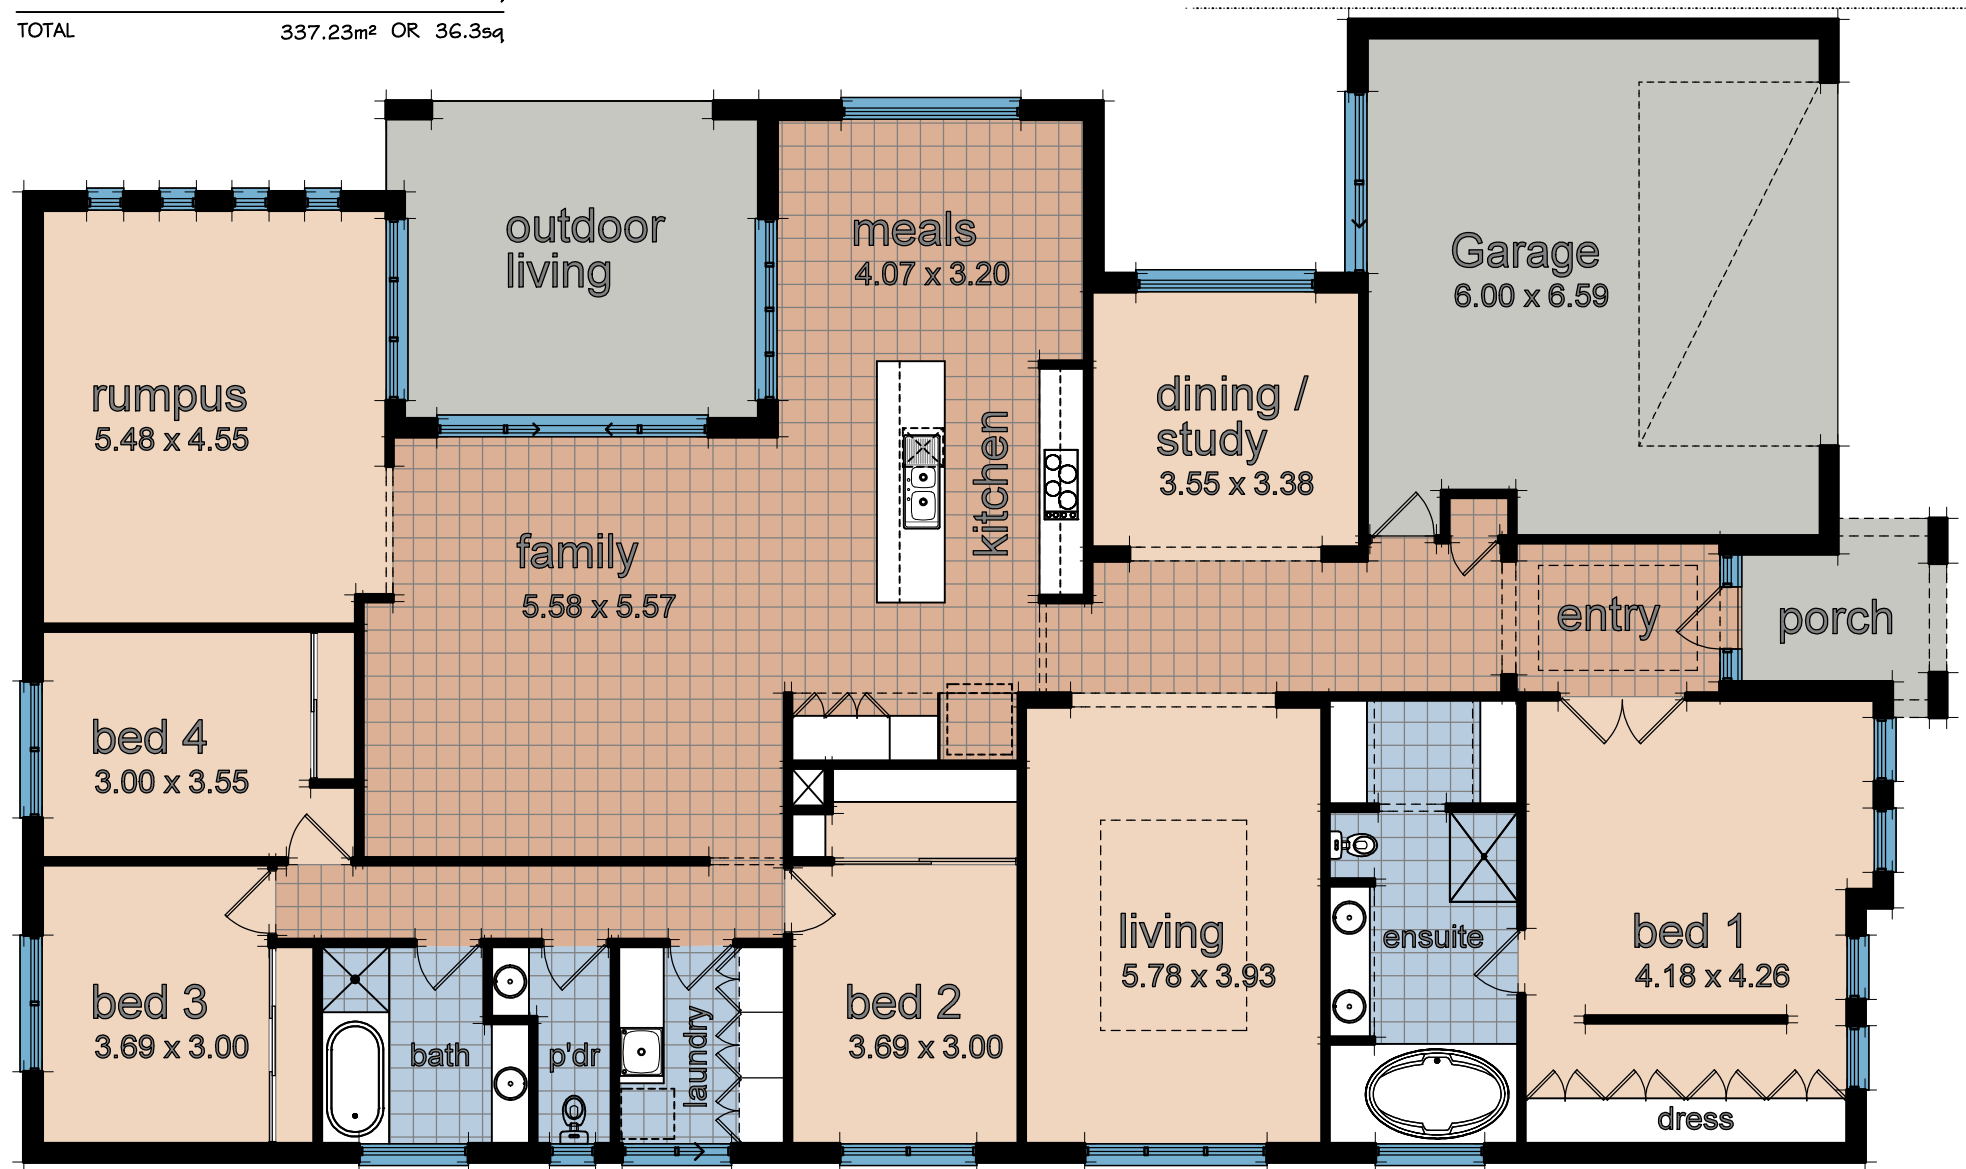 TOTAL 337.23m² OR 36.3sq
outdoor
living
meals
4.07 x 3.20
Garage
6.00 x 6.59
rumpus
5.48 x 4.55
dining /
study
3.55 x 3.38
kitchen
family
5.58 x 5.57
entry
porch
bed 4
3.00 x 3.55
living
5.78 x 3.93
ensuite
bed 1
4.18 x 4.26
bed 3
3.69 x 3.00
bath
p'dr
laundry
bed 2
3.69 x 3.00
dress